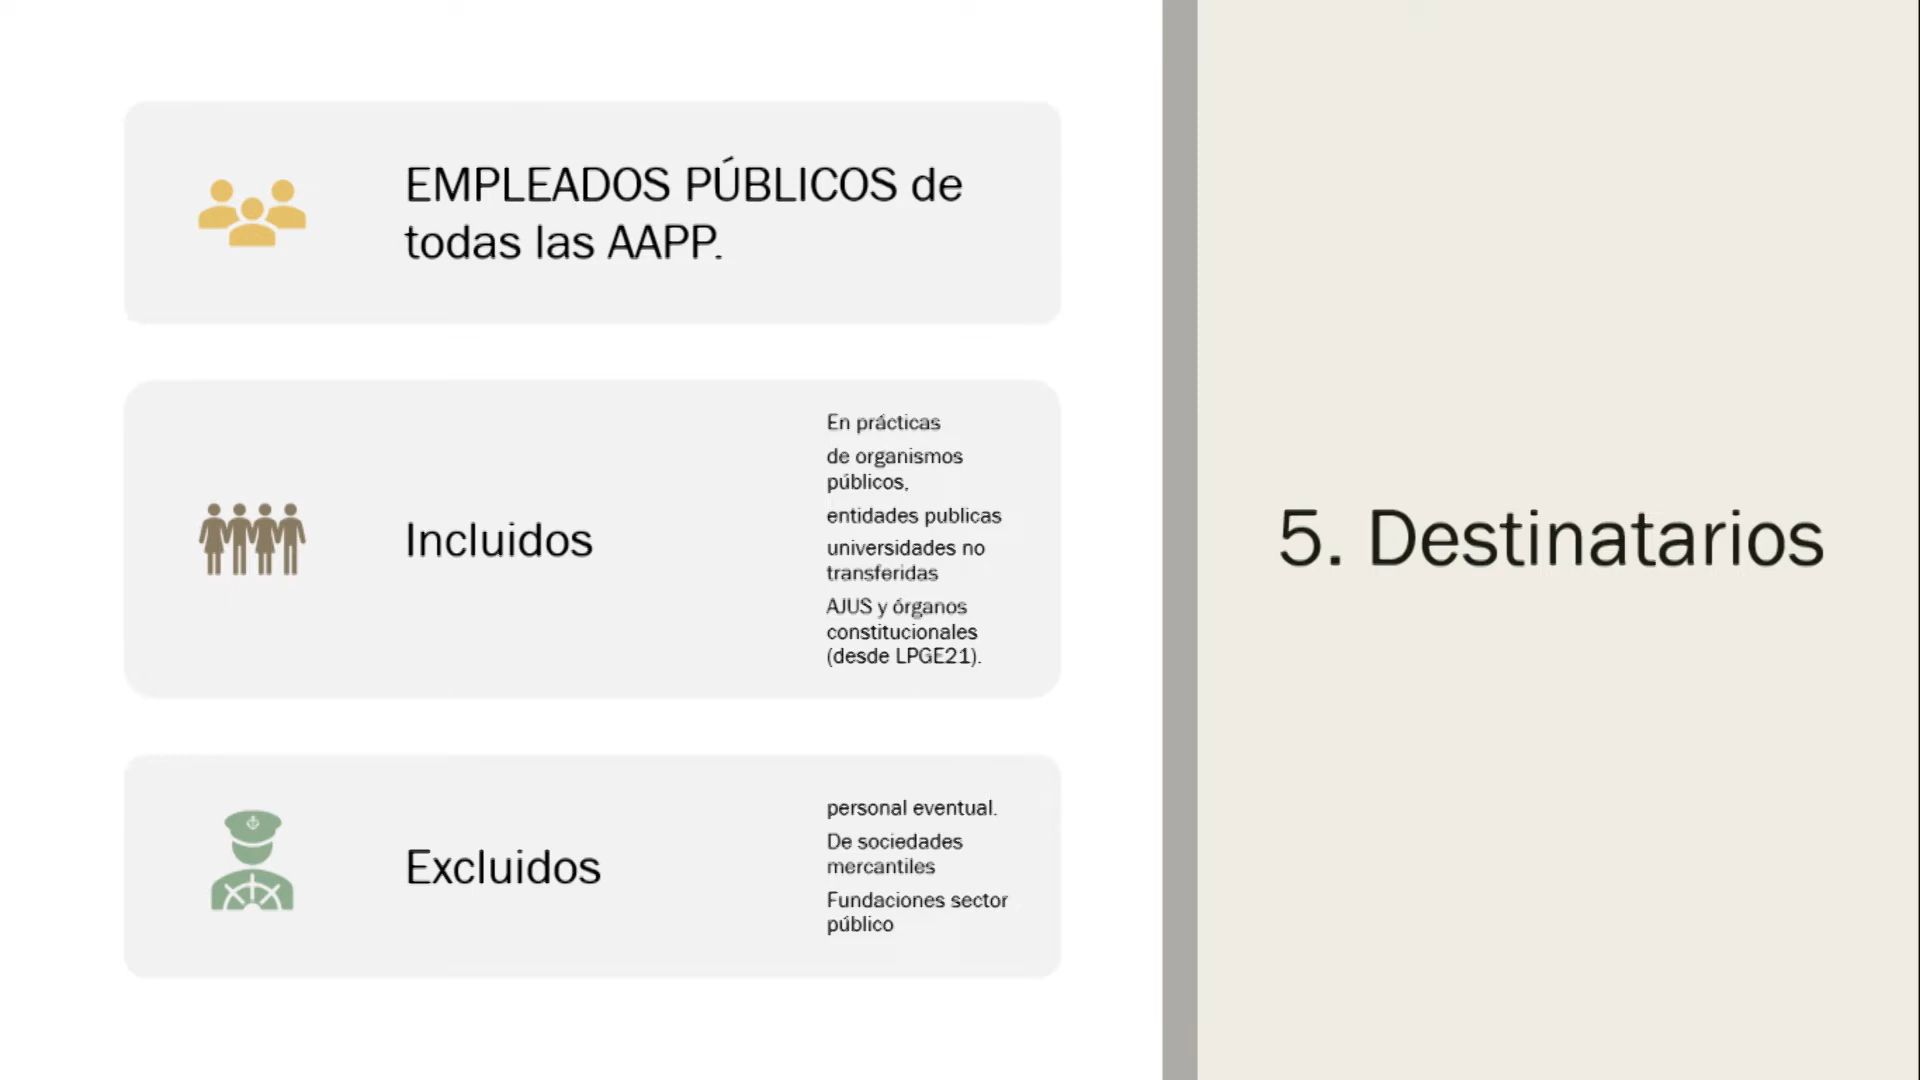 EMPLEADOS PÚBLICOS de
todas las AAPP.
Incluidos
En prácticas
de organismos
públicos,
entidades publicas
universidades no
transferidas
AJUS y órganos
constitucionales
(desde LPGE21).
Excluidos
personal eventual.
De sociedades
mercantiles
Fundaciones sector
público
5. Destinatarios